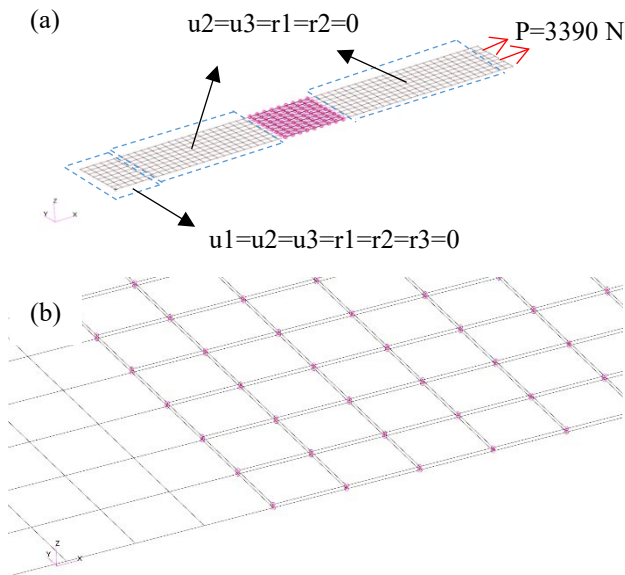 (a)
u2=u3=r1=r2=0
P=3390 N
Z
Y
X
u1=u2=u3=r1=r2=r3=0
(b)
Z
Y
X